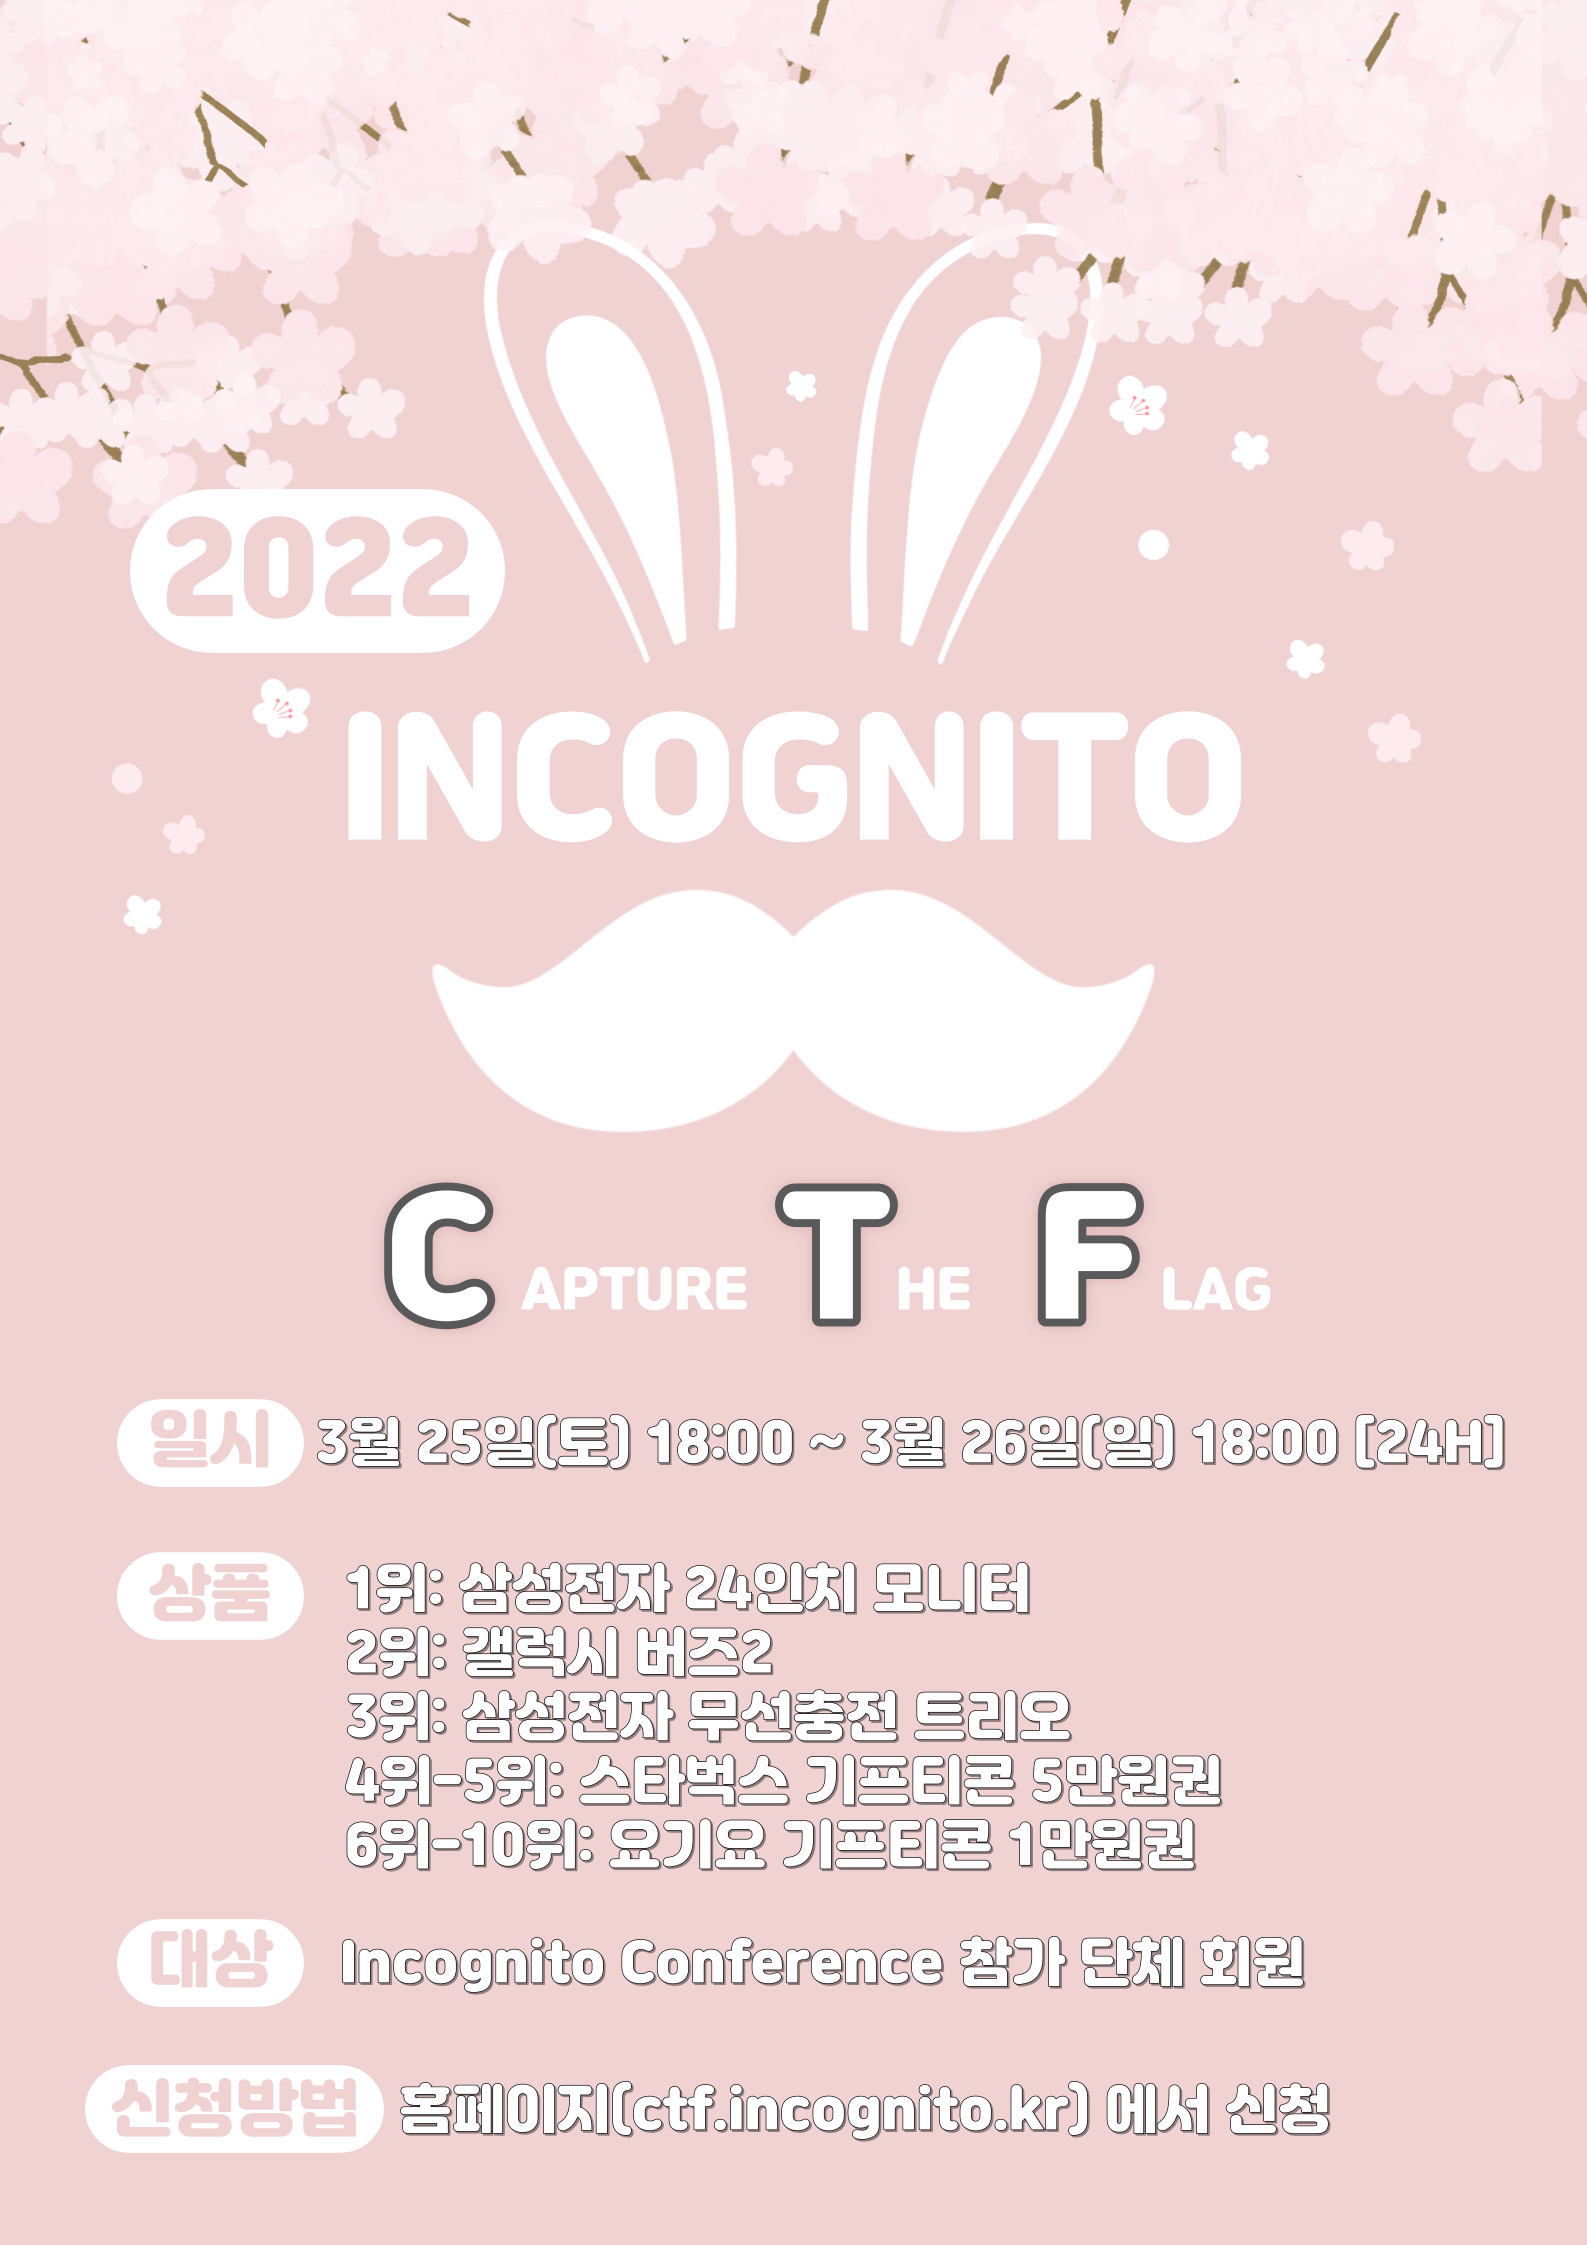 2022
INCOGNITO
CAPTURE THE FLAG
일시 3월 25일(토) 18:00 ~ 3월 26일(일) 18:00 [24H]
상품 1위: 삼성전자 24인치 모니터
2위: 갤럭시 버즈2
3위: 삼성전자 무선충전 트리오
4위-5위: 스타벅스 기프티콘 5만원권
6위-10위: 요기요 기프티콘 1만원권
대상 Incognito Conference 참가 단체 회원
신청방법 홈페이지(ctf.incognito.kr) 에서 신청